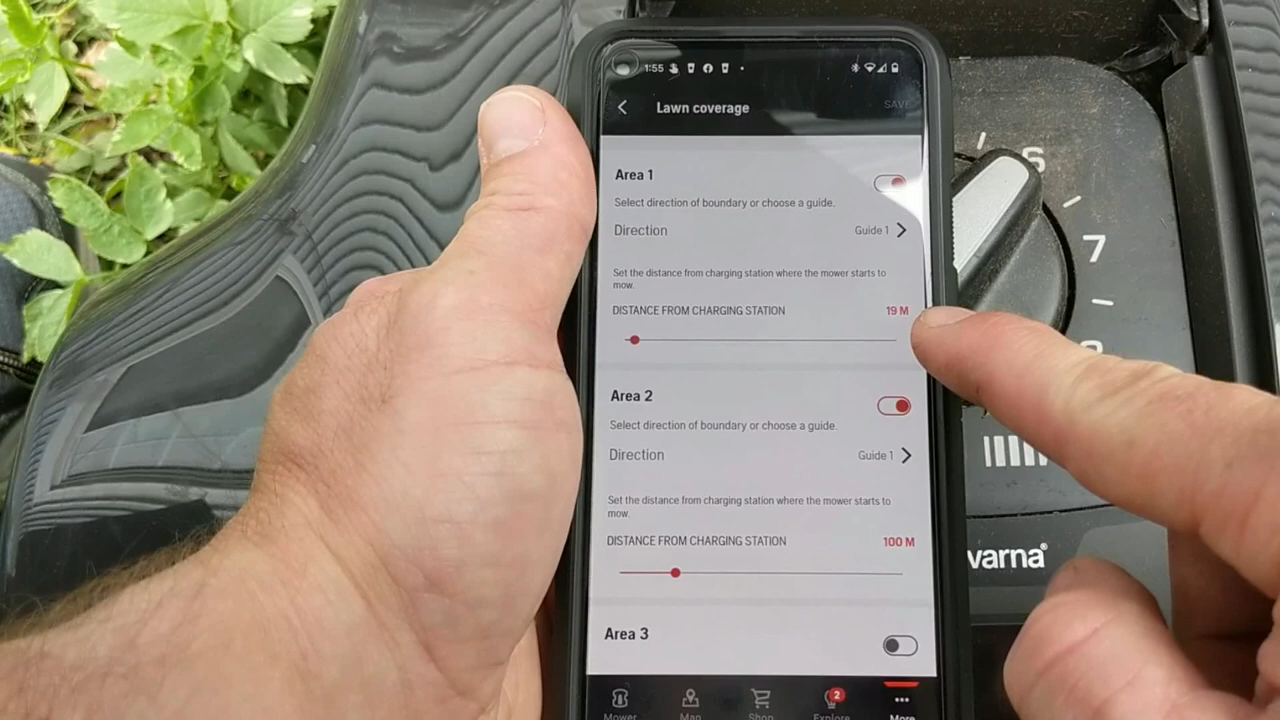 1:55
Lawn coverage
SAVE
6
Area 1
Select direction of boundary or choose a guide.
Direction
Guide 1
7
Set the distance from charging station where the mower starts to
mow.
DISTANCE FROM CHARGING STATION
19 M
Area 2
Select direction of boundary or choose a guide.
Direction
Guide 1
Set the distance from charging station where the mower starts to
mow.
DISTANCE FROM CHARGING STATION
100 M
varna®
Area 3
2
Mower
Map
Shop
Explore
More